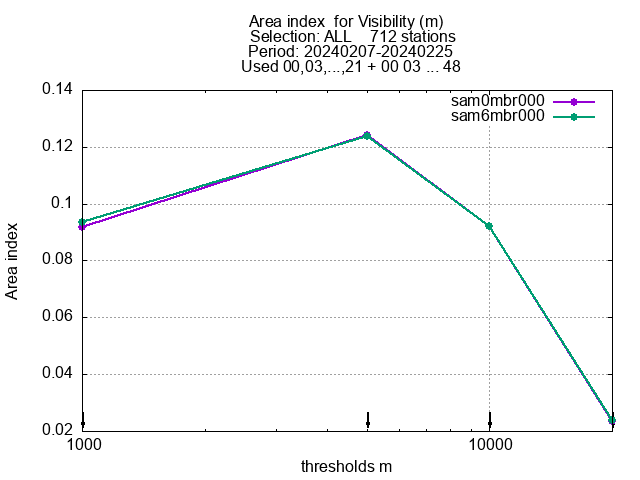 Area index  for Visibility (m)
Selection: ALL    712 stations
Period: 20240207-20240225
Used 00,03,...,21 + 00 03 ... 48
sam0mbr000
sam6mbr000
0.14
0.12
0.1
0.08
0.06
0.04
0.02
Area index
1000
10000
thresholds m